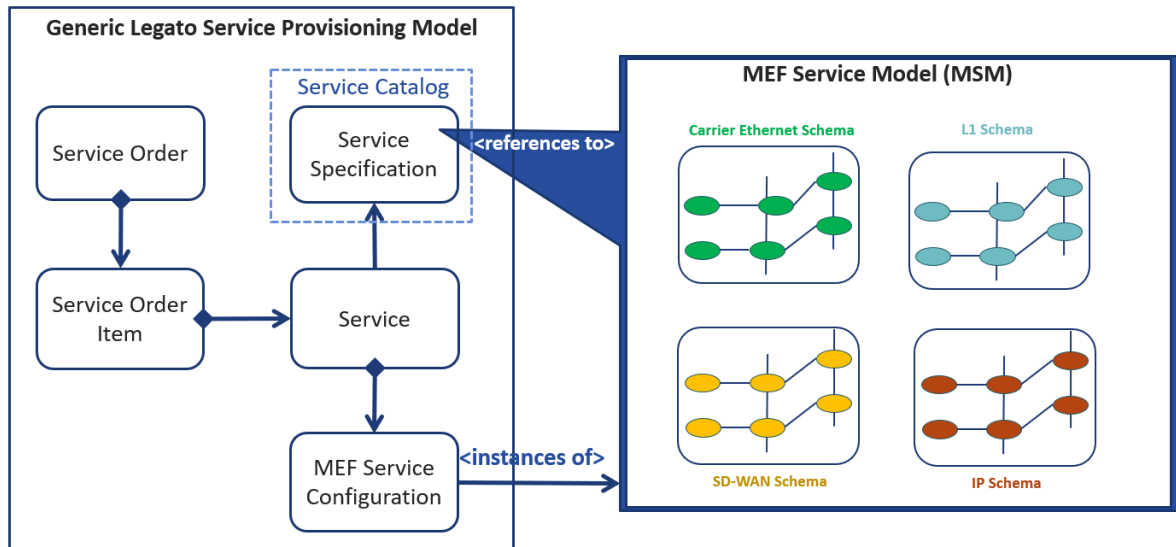 Generic Legato Service Provisioning Model
Service Catalog
Service Order
Service
Specification
Service Order
Item
Service
MEF Service
Configuration
<references to>
<instances of>
MEF Service Model (MSM)
Carrier Ethernet Schema
L1 Schema
SD-WAN Schema
IP Schema